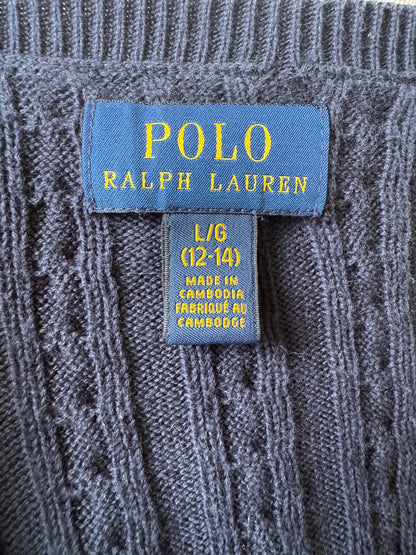 POLO
RALPH LAUREN
L/G
(12-14)
MADE IN
CAMBODIA
FABRIQUÉ AU
CAMBODGE